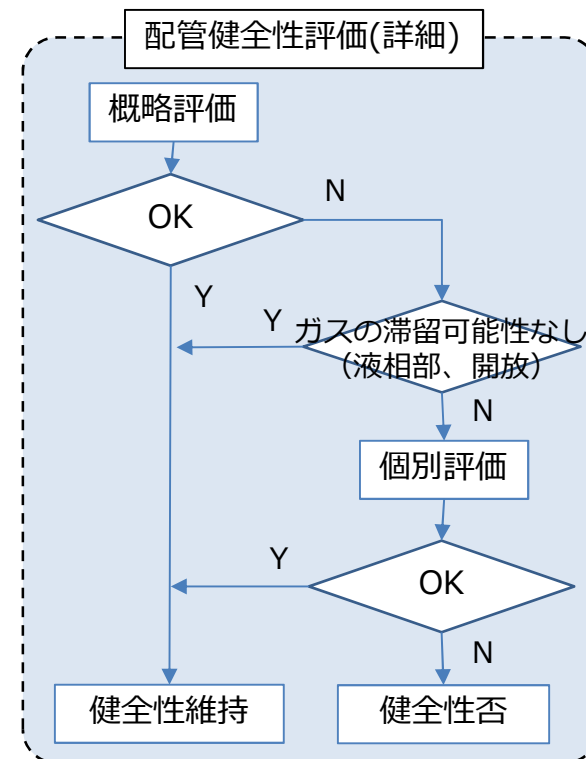 配管健全性評価(詳細)
概略評価
OK
N
Y
Y
ガスの滞留可能性なし
（液相部、開放）
N
個別評価
Y
OK
N
健全性維持
健全性否